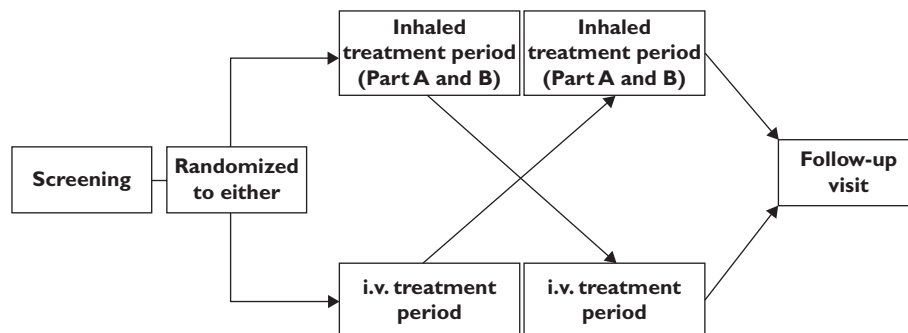 Screening
Randomized
to either
Inhaled
treatment period
(Part A and B)
Inhaled
treatment period
(Part A and B)
i.v. treatment
period
i.v. treatment
period
Follow-up
visit